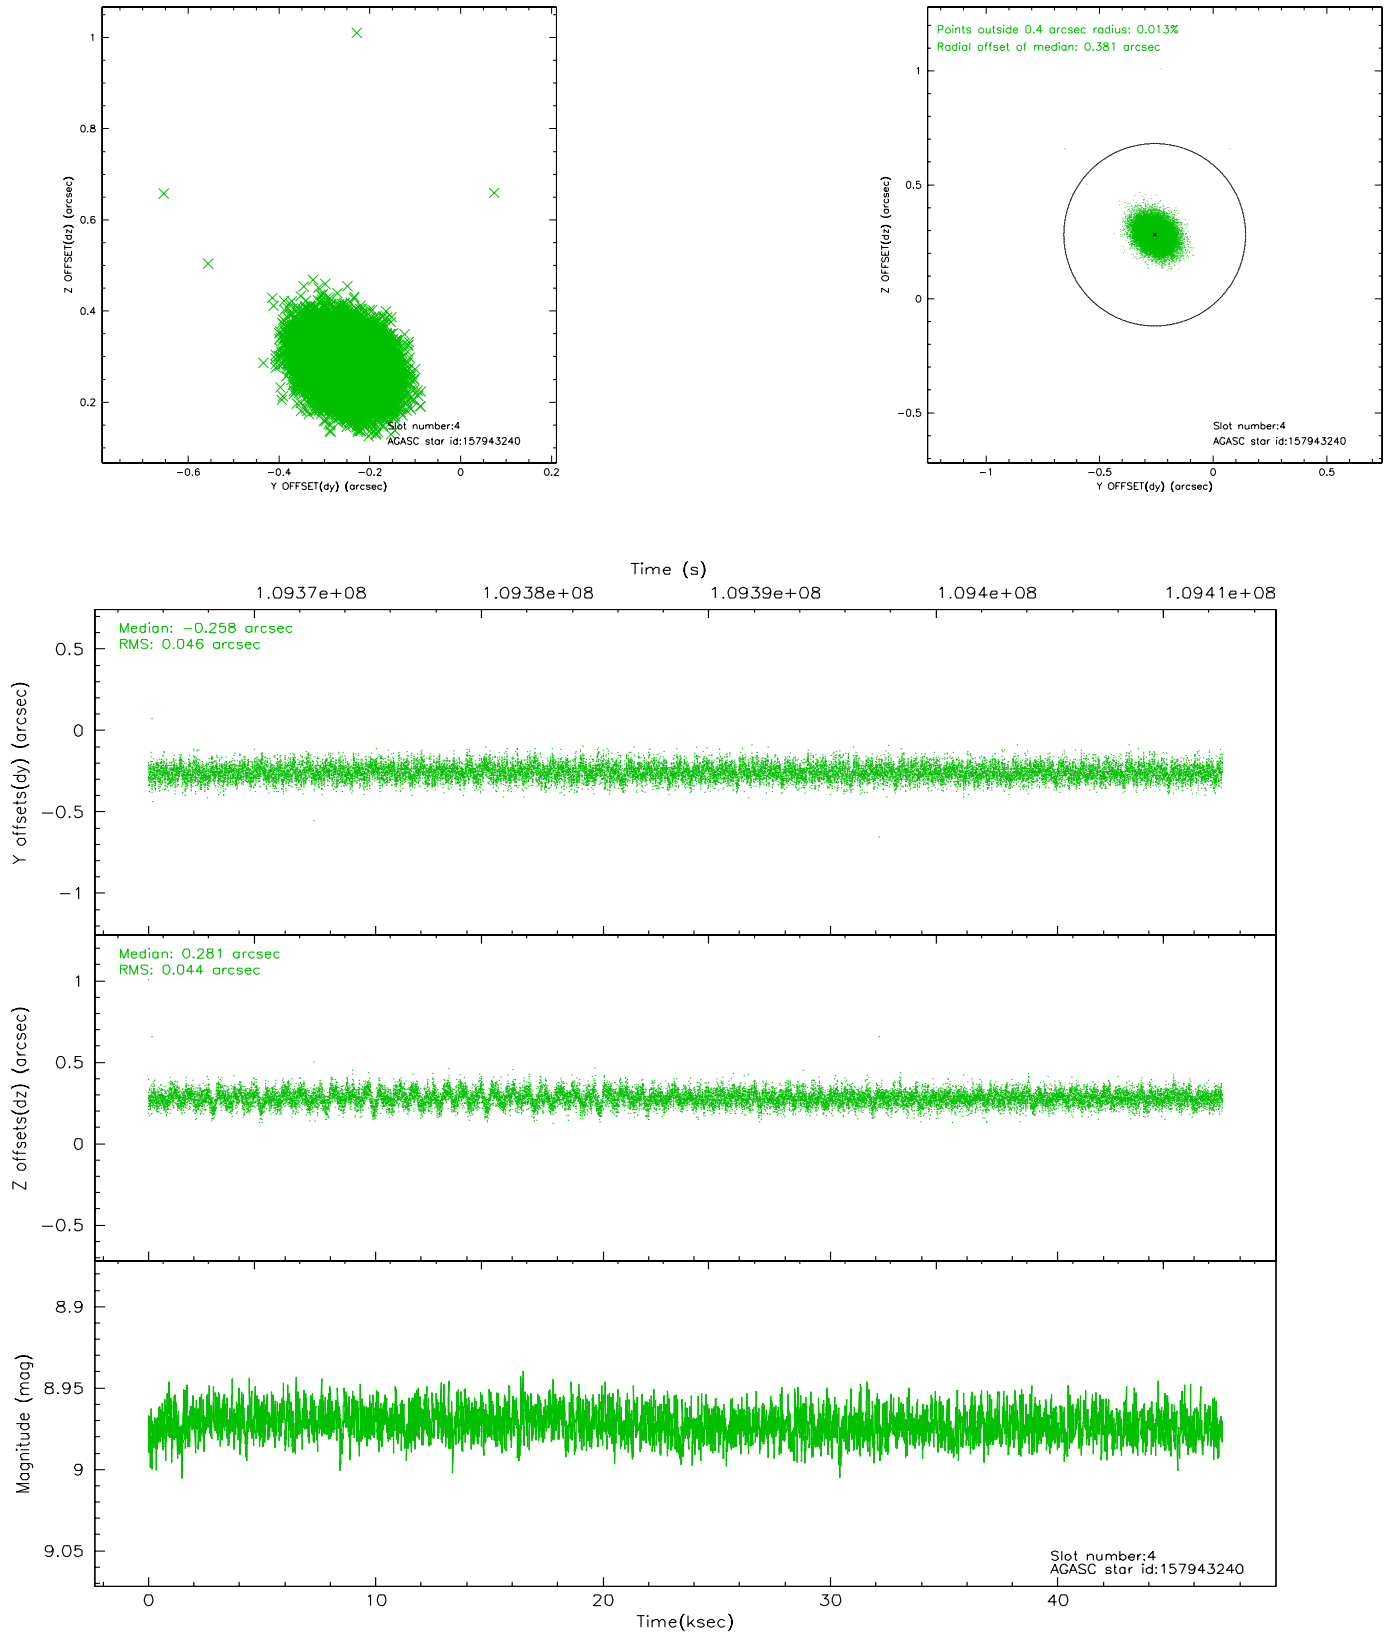 1
0.8
0.6
0.4
0.2
Z OFFSET(dz) (arcsec)
Slot number:4
AGASC star id:157943240
−0.6 −0.4 −0.2 0 0.2
Y OFFSET(dy) (arcsec)
Points outside 0.4 arcsec radius: 0.013%
Radial offset of median: 0.381 arcsec
1
0.5
0
−0.5
Z OFFSET(dz) (arcsec)
Slot number:4
AGASC star id:157943240
−1 −0.5 0 0.5
Y OFFSET(dy) (arcsec)
Time (s)
1.0937e+08 1.0938e+08 1.0939e+08 1.094e+08 1.0941e+08
Median: −0.258 arcsec
RMS: 0.046 arcsec
0.5
0
−0.5
−1
Y offsets(dy) (arcsec)
Median: 0.281 arcsec
RMS: 0.044 arcsec
1
0.5
0
−0.5
Z offsets(dz) (arcsec)
8.9
8.95
9
9.05
Magnitude (mag)
Slot number:4
AGASC star id:157943240
0 10 20 30 40
Time(ksec)